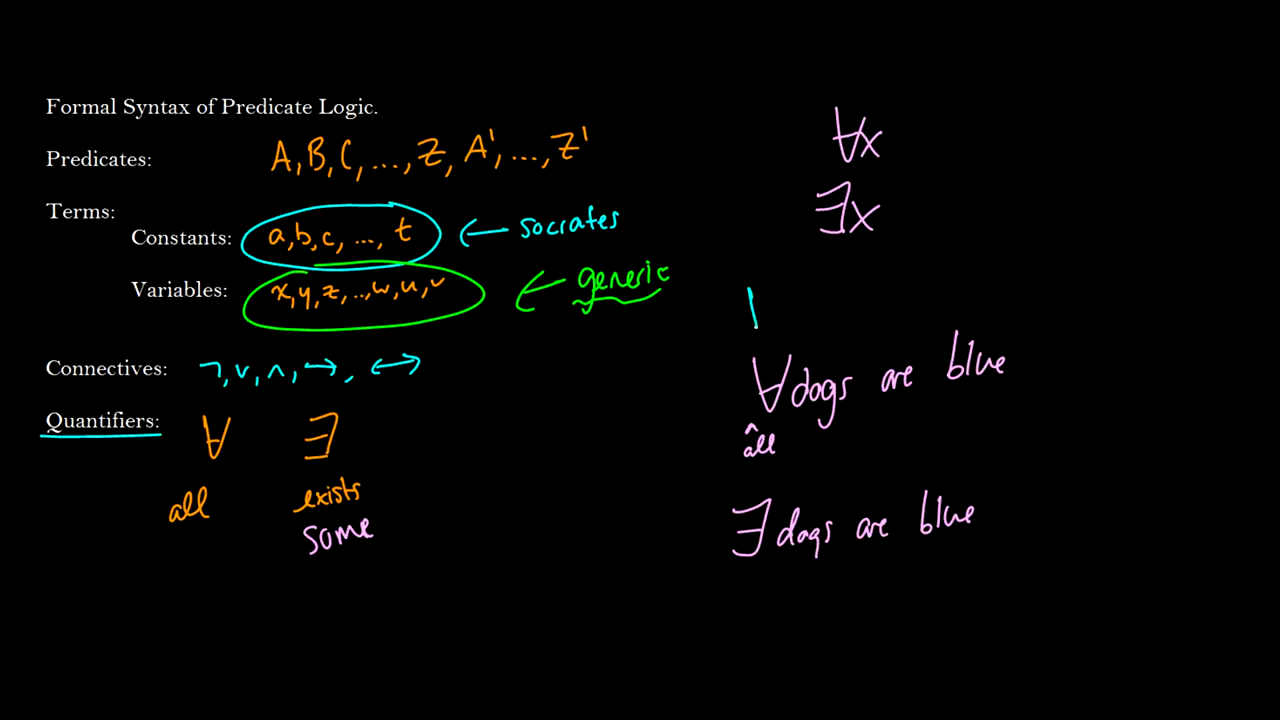 Formal Syntax of Predicate Logic.
Predicates: A, B, C, ..., Z, A', ..., Z'
Terms:
Constants: a, b, c, ..., t ← socrates
Variables: x, y, z, ..., w, u, v ← generic
Connectives: ¬, ∨, ∧, →, ↔
Quantifiers: ∀ ∃
all exists
some
∀x
∃x
∀ dogs are blue
^
all
∃ dogs are blue